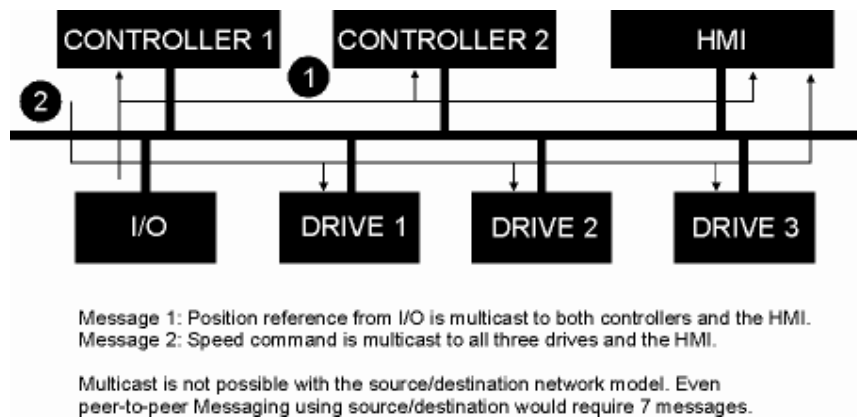 CONTROLLER 1 CONTROLLER 2 HMI
1
2
I/O DRIVE 1 DRIVE 2 DRIVE 3
Message 1: Position reference from I/O is multicast to both controllers and the HMI.
Message 2: Speed command is multicast to all three drives and the HMI.
Multicast is not possible with the source/destination network model. Even
peer-to-peer Messaging using source/destination would require 7 messages.